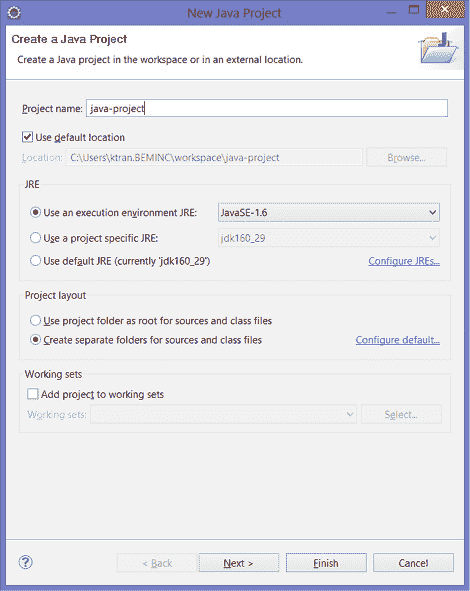 New Java Project
Create a Java Project
Create a Java project in the workspace or in an external location.
Project name: java-project
Use default location
Location: C:\Users\ktran.BEMINC\workspace\java-project Browse...
JRE
Use an execution environment JRE: JavaSE-1.6
Use a project specific JRE: jdk160_29
Use default JRE (currently 'jdk160_29') Configure JREs...
Project layout
Use project folder as root for sources and class files
Create separate folders for sources and class files Configure default...
Working sets
Add project to working sets
Working sets: Select...
? < Back Next > Finish Cancel